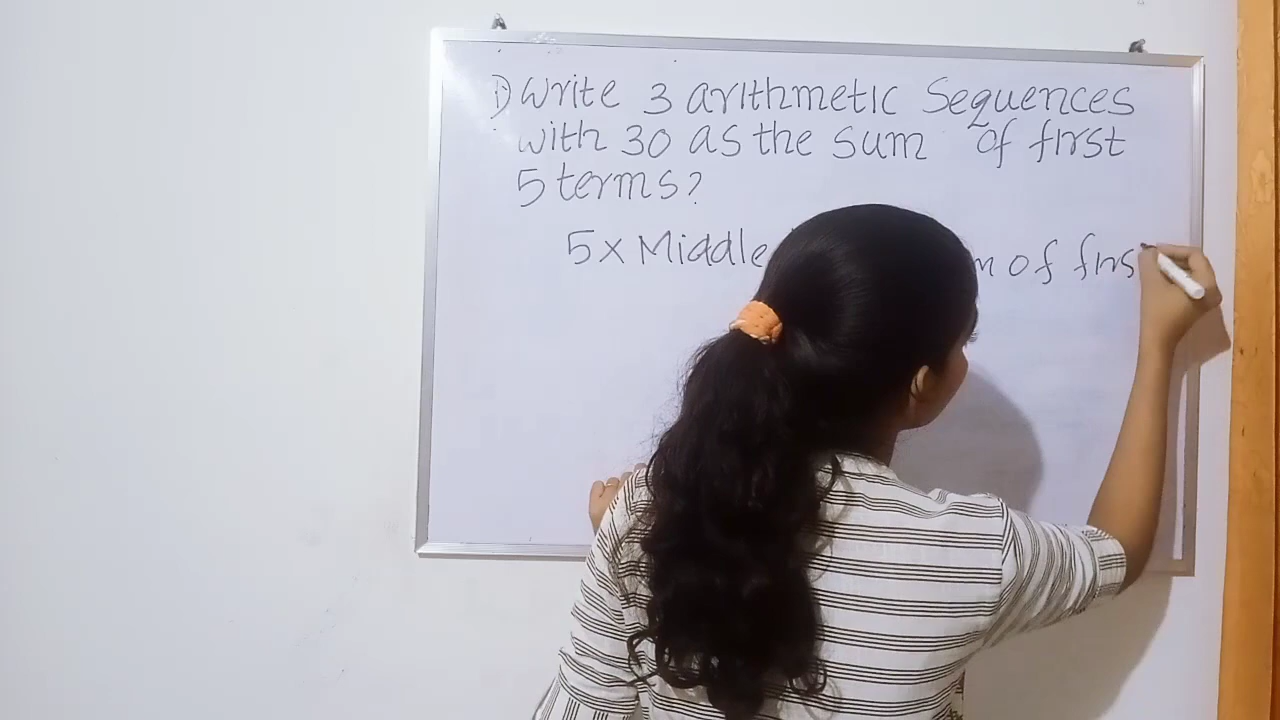 1) Write 3 arithmetic Sequences
with 30 as the sum of first
5 terms?
5 x Middle of firs